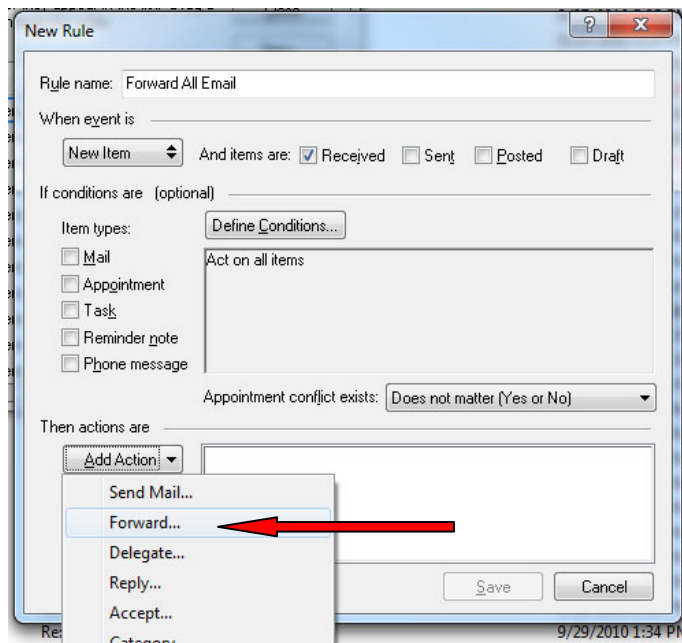 New Rule
Rule name: Forward All Email
When event is
New Item And items are: Received Sent Posted Draft
If conditions are (optional)
Item types: Define Conditions...
Mail
Act on all items
Appointment
Task
Reminder note
Phone message
Appointment conflict exists: Does not matter (Yes or No)
Then actions are
Add Action
Send Mail...
Forward...
Delegate...
Reply...
Save Cancel
Accept...
9/29/2010 1:34 PM